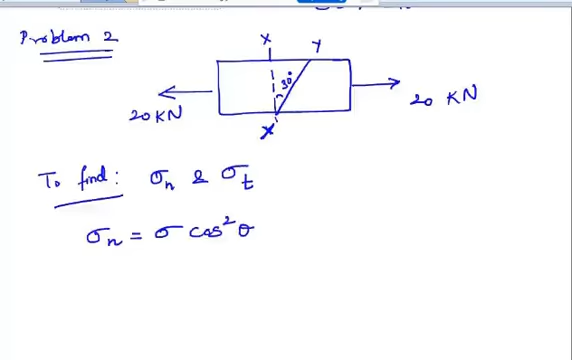 Problem 2
X Y
30°
20 KN 20 KN
X
To find: σn & σt
σn = σ cos²θ